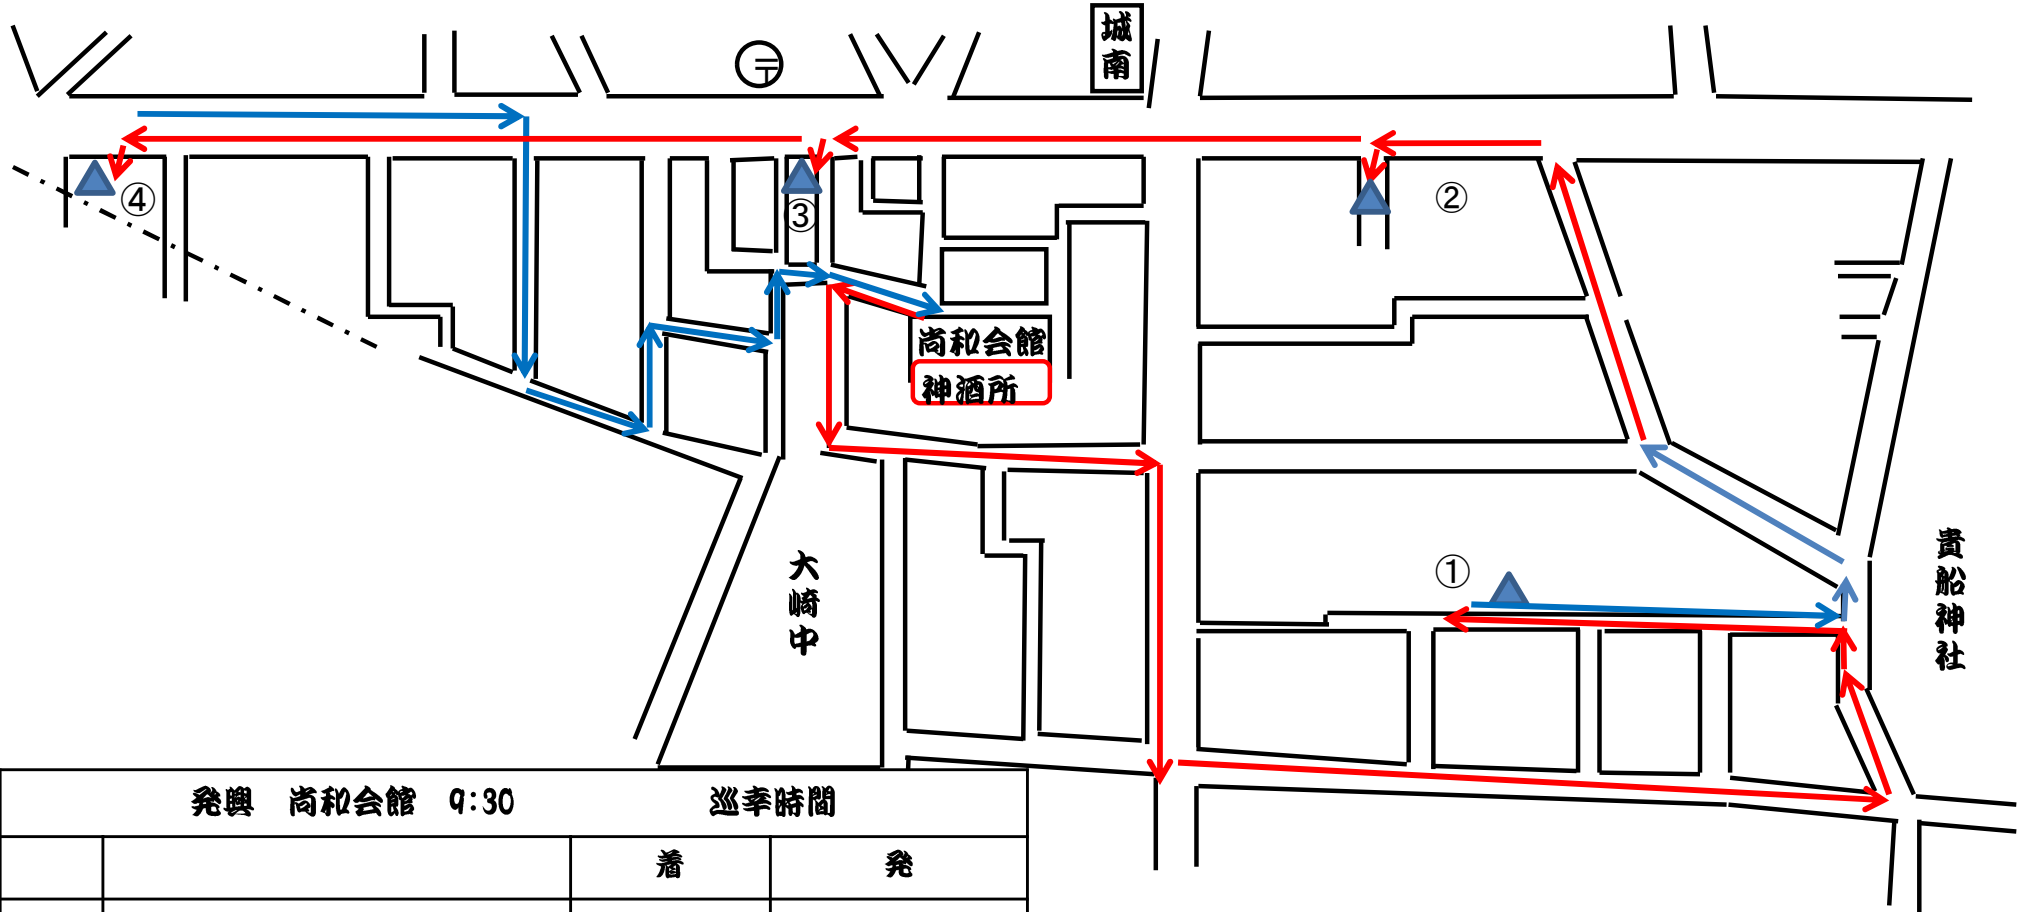 城南
〒
④
③
②
尚和会館
神酒所
①
大崎中
貴船神社
発興 尚和会館 9:30 巡幸時間
着 発